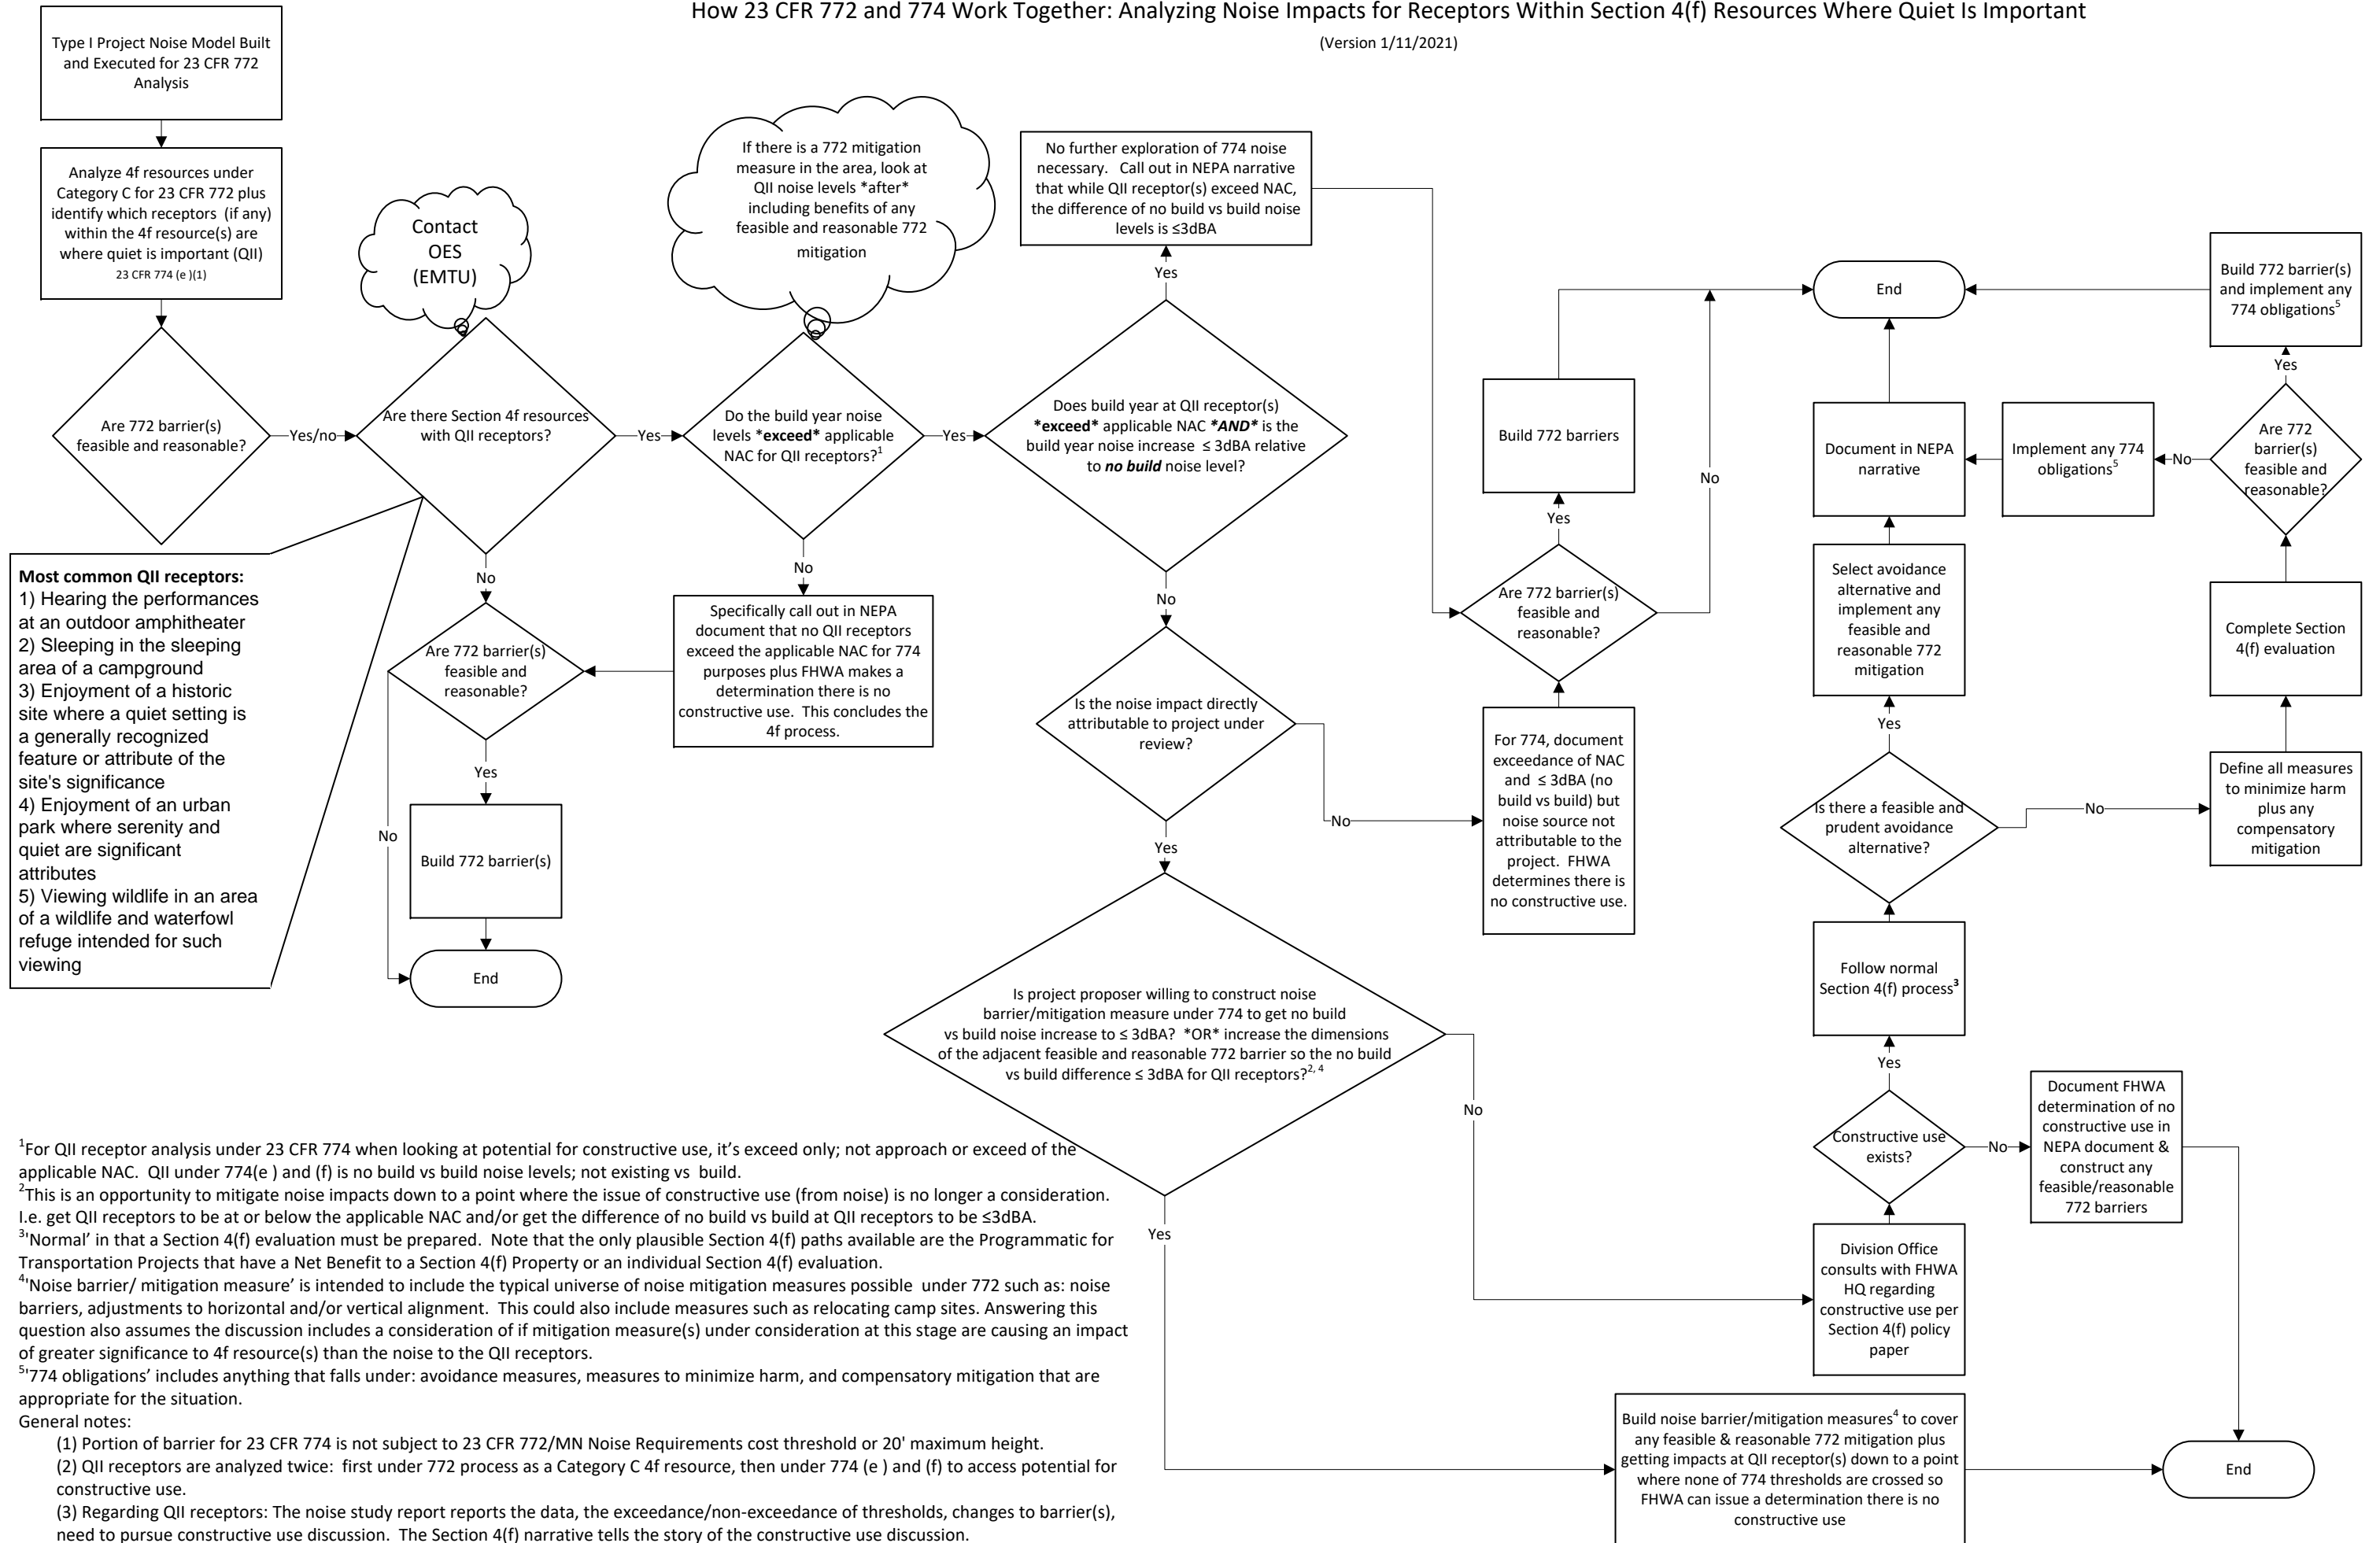 How 23 CFR 772 and 774 Work Together: Analyzing Noise Impacts for Receptors Within Section 4(f) Resources Where Quiet Is Important
(Version 1/11/2021)
Type I Project Noise Model Built
and Executed for 23 CFR 772
Analysis
Analyze 4f resources under
Category C for 23 CFR 772 plus
identify which receptors (if any)
within the 4f resource(s) are
where quiet is important (QII)
23 CFR 774 (e )(1)
Are 772 barrier(s)
feasible and reasonable?
Yes/no
Contact
OES
(EMTU)
Are there Section 4f resources
with QII receptors?
Yes
No
Most common QII receptors:
1) Hearing the performances
at an outdoor amphitheater
2) Sleeping in the sleeping
area of a campground
3) Enjoyment of a historic
site where a quiet setting is
a generally recognized
feature or attribute of the
site's significance
4) Enjoyment of an urban
park where serenity and
quiet are significant
attributes
5) Viewing wildlife in an area
of a wildlife and waterfowl
refuge intended for such
viewing
Are 772 barrier(s)
feasible and
reasonable?
Yes
No
Build 772 barrier(s)
End
If there is a 772 mitigation
measure in the area, look at
QII noise levels *after*
including benefits of any
feasible and reasonable 772
mitigation
Do the build year noise
levels *exceed* applicable
NAC for QII receptors?1
Yes
No
Specifically call out in NEPA
document that no QII receptors
exceed the applicable NAC for 774
purposes plus FHWA makes a
determination there is no
constructive use. This concludes the
4f process.
No further exploration of 774 noise
necessary. Call out in NEPA narrative
that while QII receptor(s) exceed NAC,
the difference of no build vs build noise
levels is ≤3dBA
Yes
Does build year at QII receptor(s)
*exceed* applicable NAC *AND* is the
build year noise increase ≤ 3dBA relative
to no build noise level?
No
Is the noise impact directly
attributable to project under
review?
No
Yes
Is project proposer willing to construct noise
barrier/mitigation measure under 774 to get no build
vs build noise increase to ≤ 3dBA? *OR* increase the dimensions
of the adjacent feasible and reasonable 772 barrier so the no build
vs build difference ≤ 3dBA for QII receptors?2, 4
No
Yes
Build 772 barriers
Yes
Are 772 barrier(s)
feasible and
reasonable?
No
For 774, document
exceedance of NAC
and ≤ 3dBA (no
build vs build) but
noise source not
attributable to the
project. FHWA
determines there is
no constructive use.
End
Document in NEPA
narrative
Implement any 774
obligations5
No
Are 772
barrier(s)
feasible and
reasonable?
Yes
Build 772 barrier(s)
and implement any
774 obligations5
Select avoidance
alternative and
implement any
feasible and
reasonable 772
mitigation
Yes
Complete Section
4(f) evaluation
Is there a feasible and
prudent avoidance
alternative?
No
Define all measures
to minimize harm
plus any
compensatory
mitigation
Follow normal
Section 4(f) process3
Yes
Constructive use
exists?
No
Document FHWA
determination of no
constructive use in
NEPA document &
construct any
feasible/reasonable
772 barriers
Division Office
consults with FHWA
HQ regarding
constructive use per
Section 4(f) policy
paper
Build noise barrier/mitigation measures4 to cover
any feasible & reasonable 772 mitigation plus
getting impacts at QII receptor(s) down to a point
where none of 774 thresholds are crossed so
FHWA can issue a determination there is no
constructive use
End
1For QII receptor analysis under 23 CFR 774 when looking at potential for constructive use, it’s exceed only; not approach or exceed of the
applicable NAC. QII under 774(e ) and (f) is no build vs build noise levels; not existing vs build.
2This is an opportunity to mitigate noise impacts down to a point where the issue of constructive use (from noise) is no longer a consideration.
I.e. get QII receptors to be at or below the applicable NAC and/or get the difference of no build vs build at QII receptors to be ≤3dBA.
3‘Normal’ in that a Section 4(f) evaluation must be prepared. Note that the only plausible Section 4(f) paths available are the Programmatic for
Transportation Projects that have a Net Benefit to a Section 4(f) Property or an individual Section 4(f) evaluation.
4‘Noise barrier/ mitigation measure’ is intended to include the typical universe of noise mitigation measures possible under 772 such as: noise
barriers, adjustments to horizontal and/or vertical alignment. This could also include measures such as relocating camp sites. Answering this
question also assumes the discussion includes a consideration of if mitigation measure(s) under consideration at this stage are causing an impact
of greater significance to 4f resource(s) than the noise to the QII receptors.
5‘774 obligations’ includes anything that falls under: avoidance measures, measures to minimize harm, and compensatory mitigation that are
appropriate for the situation.
General notes:
(1) Portion of barrier for 23 CFR 774 is not subject to 23 CFR 772/MN Noise Requirements cost threshold or 20' maximum height.
(2) QII receptors are analyzed twice: first under 772 process as a Category C 4f resource, then under 774 (e ) and (f) to access potential for
constructive use.
(3) Regarding QII receptors: The noise study report reports the data, the exceedance/non-exceedance of thresholds, changes to barrier(s),
need to pursue constructive use discussion. The Section 4(f) narrative tells the story of the constructive use discussion.